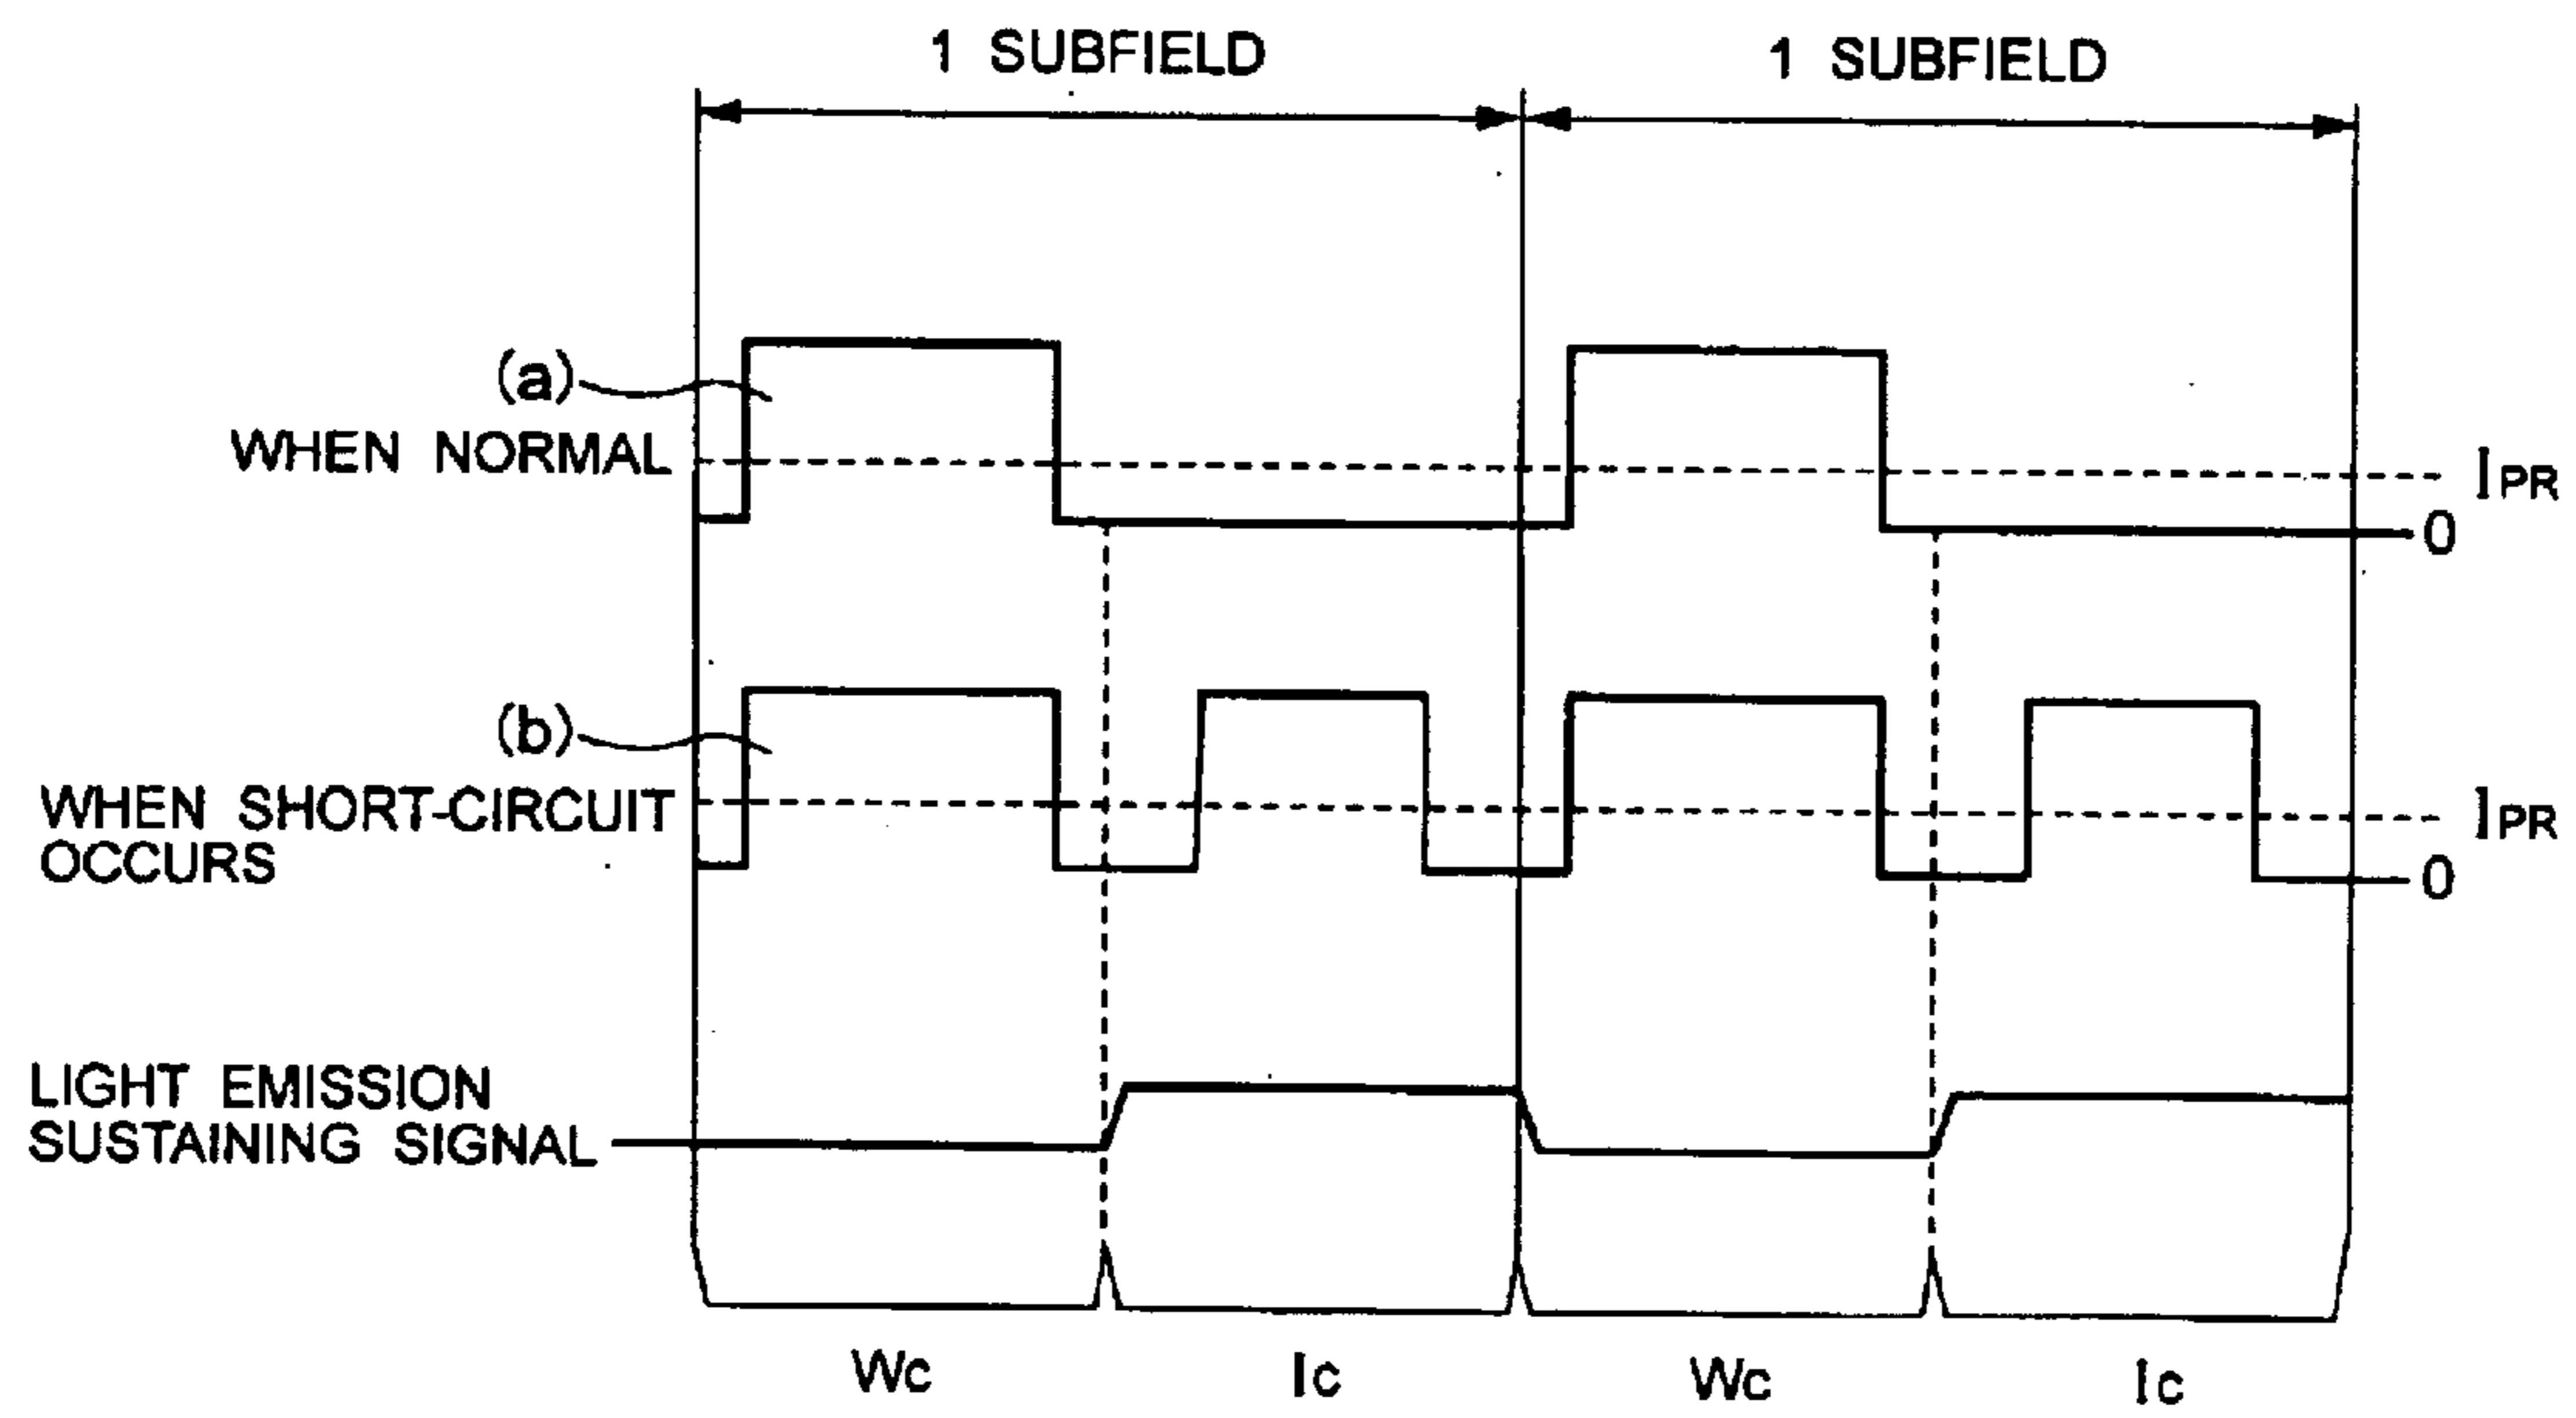 1 SUBFIELD
1 SUBFIELD
(a)
WHEN NORMAL
IPR
0
(b)
WHEN SHORT-CIRCUIT
OCCURS
IPR
0
LIGHT EMISSION
SUSTAINING SIGNAL
Wc
Ic
Wc
Ic